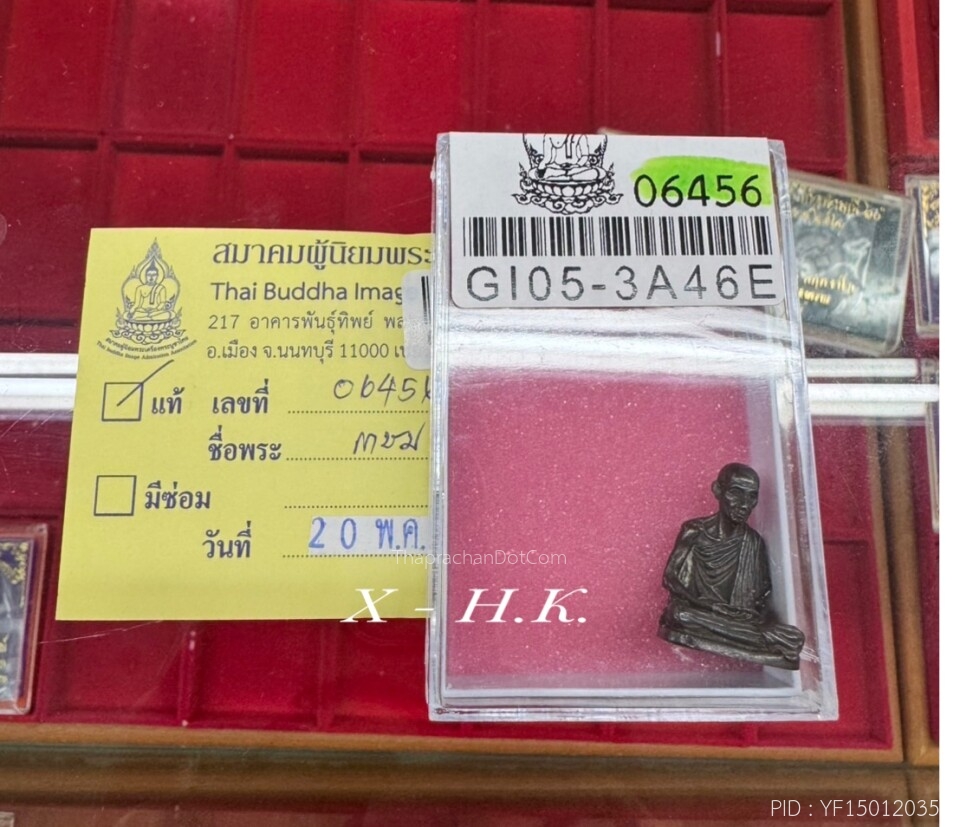 06456
GI05-3A46E
สมาคมผู้นิยมพระ
Thai Buddha Image
217 อาคารพันธุ์ทิพย์
อ.เมือง จ.นนทบุรี 11000
แท้ เลขที่ 0645
ชื่อพระ
มีซ่อม
วันที่ 20 พ.ค.
ThaprachanDotCom
X - H.K.
PID : YF15012035